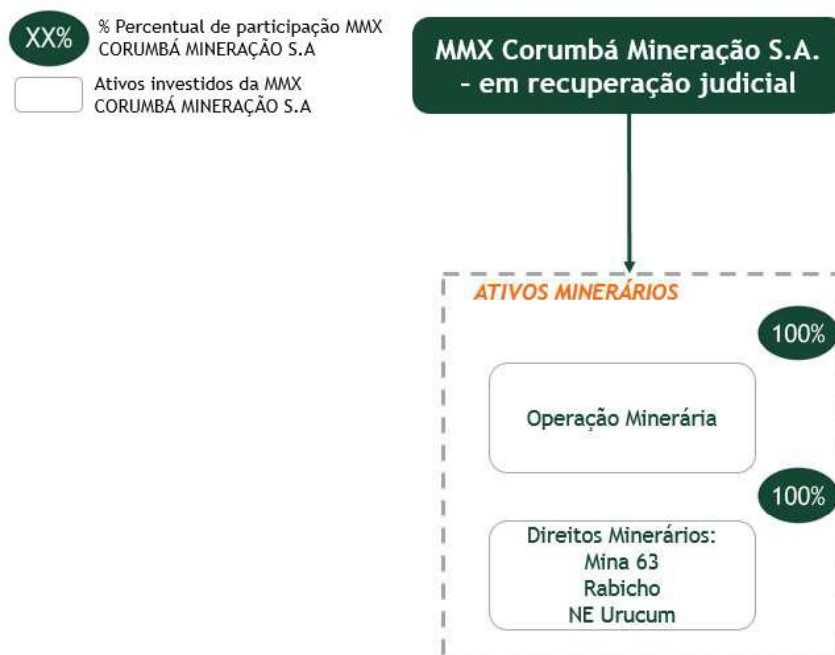 XX%
% Percentual de participação MMX
CORUMBÁ MINERAÇÃO S.A
Ativos investidos da MMX
CORUMBÁ MINERAÇÃO S.A
MMX Corumbá Mineração S.A.
- em recuperação judicial
ATIVOS MINERÁRIOS
100%
Operação Minerária
100%
Direitos Minerários:
Mina 63
Rabicho
NE Urucum